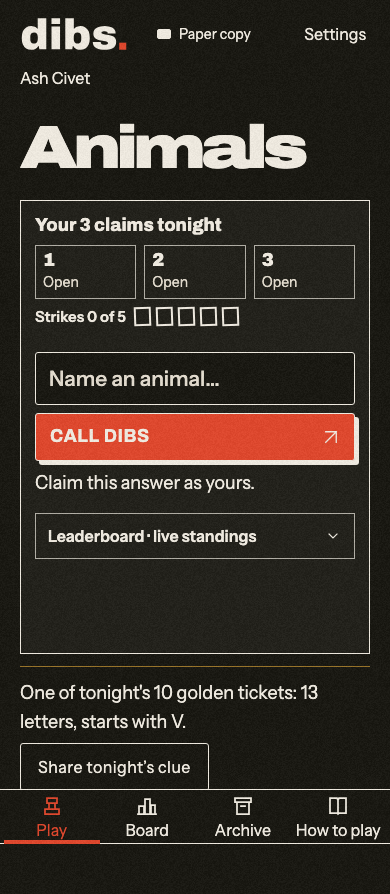 dibs.
Paper copy
Settings
Ash Civet
Animals
Your 3 claims tonight
1
Open
2
Open
3
Open
Strikes 0 of 5
Name an animal...
CALL DIBS
Claim this answer as yours.
Leaderboard · live standings
One of tonight's 10 golden tickets: 13
letters, starts with V.
Share tonight's clue
Play
Board
Archive
How to play